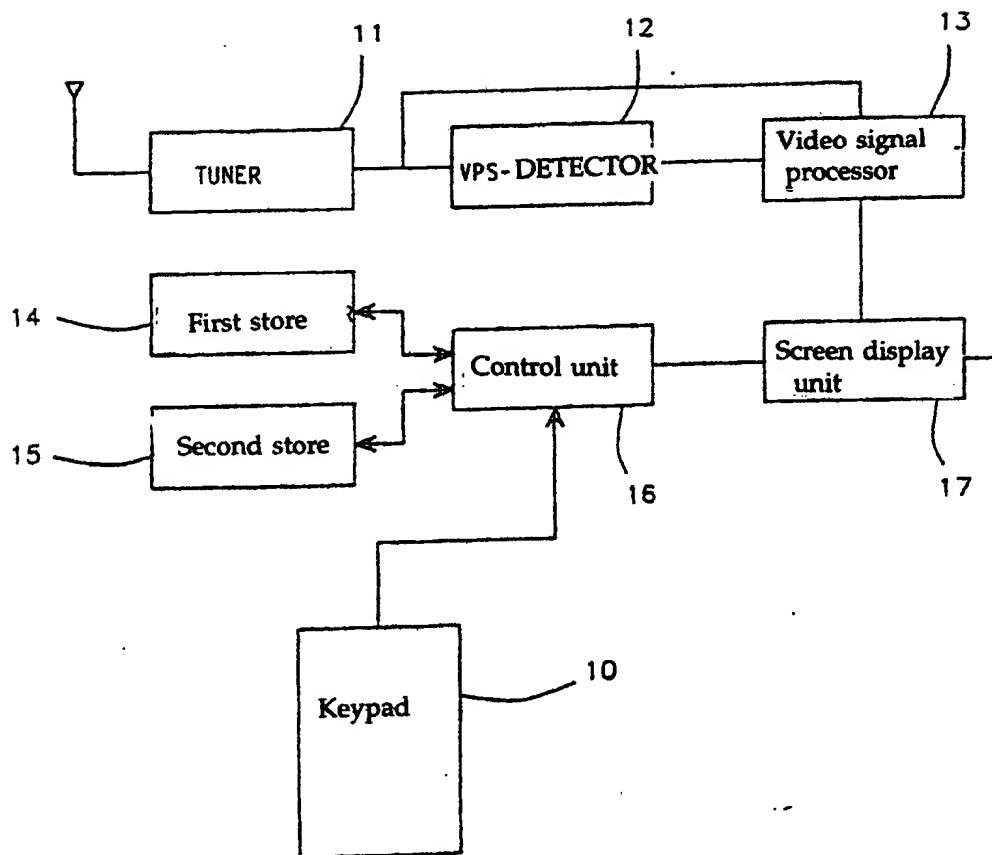 11
12
13
TUNER
VPS-DETECTOR
Video signal
processor
14
First store
Control unit
Screen display
unit
15
Second store
16
17
Keypad
10